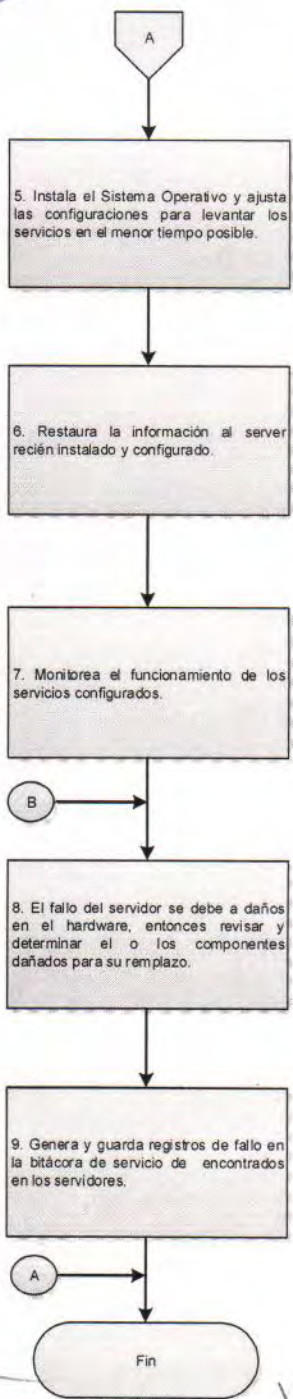 A
5. Instala el Sistema Operativo y ajusta
las configuraciones para levantar los
servicios en el menor tiempo posible.
6. Restaura la información al server
recién instalado y configurado.
7. Monitorea el funcionamiento de los
servicios configurados.
B
8. El fallo del servidor se debe a daños
en el hardware, entonces revisar y
determinar el o los componentes
dañados para su remplazo.
9. Genera y guarda registros de fallo en
la bitácora de servicio de encontrados
en los servidores.
A
Fin